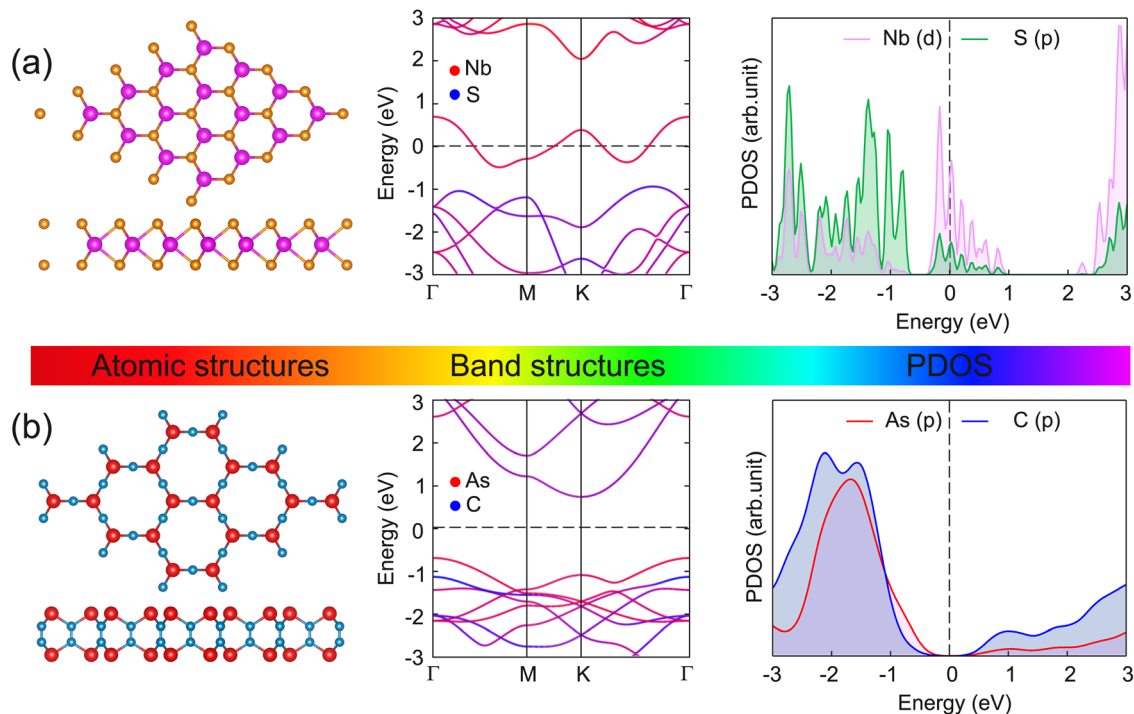 (a)
3
2
1
0
-1
-2
-3
Energy (eV)
Nb
S
Γ M K Γ
Nb (d) S (p)
PDOS (arb.unit)
-3 -2 -1 0 1 2 3
Energy (eV)
Atomic structures Band structures PDOS
(b)
3
2
1
0
-1
-2
-3
Energy (eV)
As
C
Γ M K Γ
As (p) C (p)
PDOS (arb.unit)
-3 -2 -1 0 1 2 3
Energy (eV)